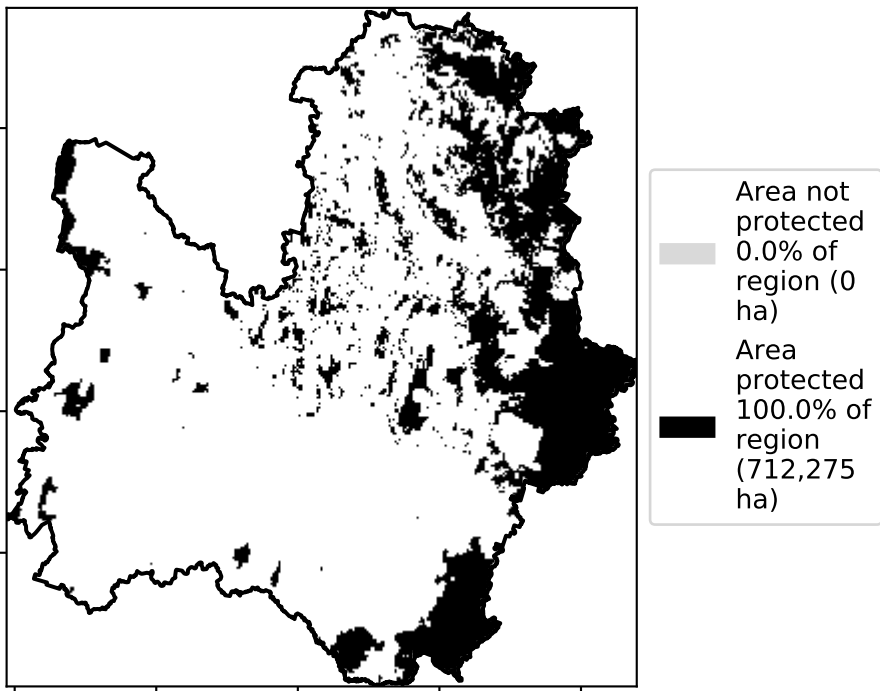 Area not
protected
0.0% of
region (0
ha)
Area
protected
100.0% of
region
(712,275
ha)